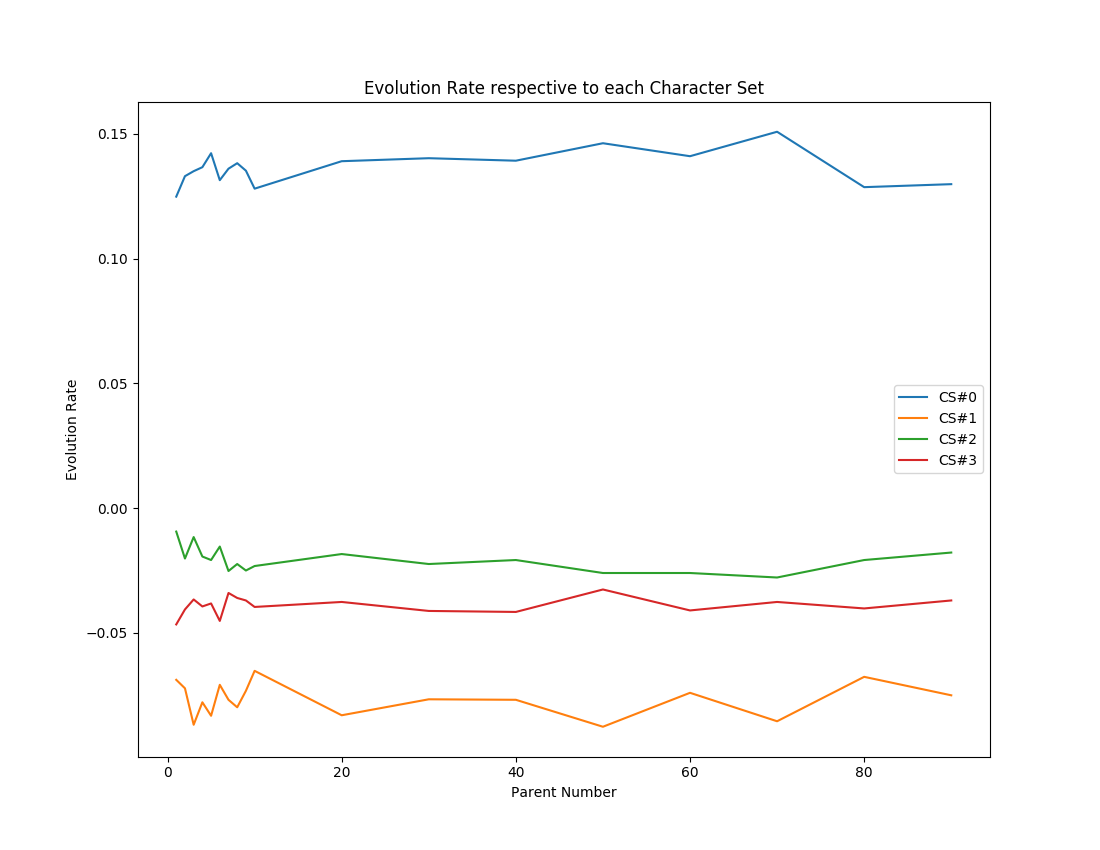 Evolution Rate respective to each Character Set
0.15
0.10
0.05
0.00
−0.05
Evolution Rate
CS#0
CS#1
CS#2
CS#3
0
20
40
60
80
Parent Number